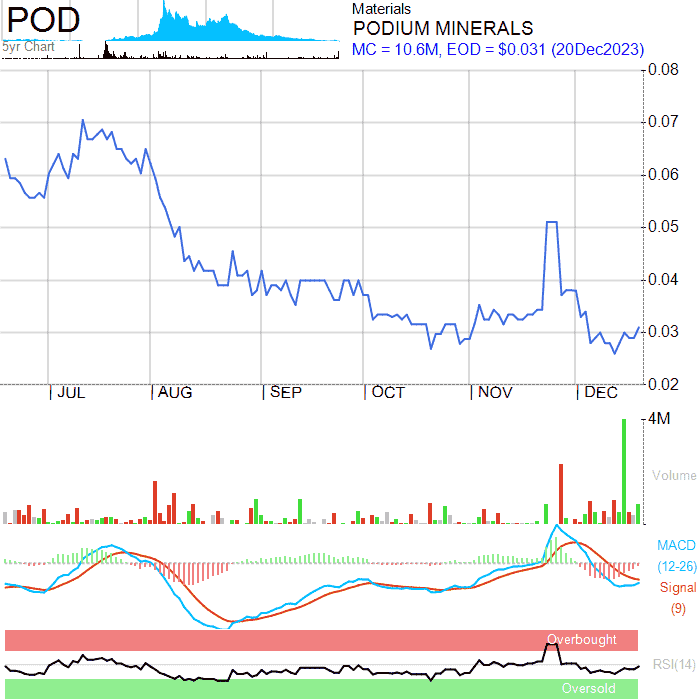 POD
5yr Chart
Materials
PODIUM MINERALS
MC = 10.6M, EOD = $0.031 (20Dec2023)
0.08
0.07
0.06
0.05
0.04
0.03
0.02
JUL AUG SEP OCT NOV DEC
4M
Volume
MACD
(12-26)
Signal
(9)
Overbought
RSI(14)
Oversold